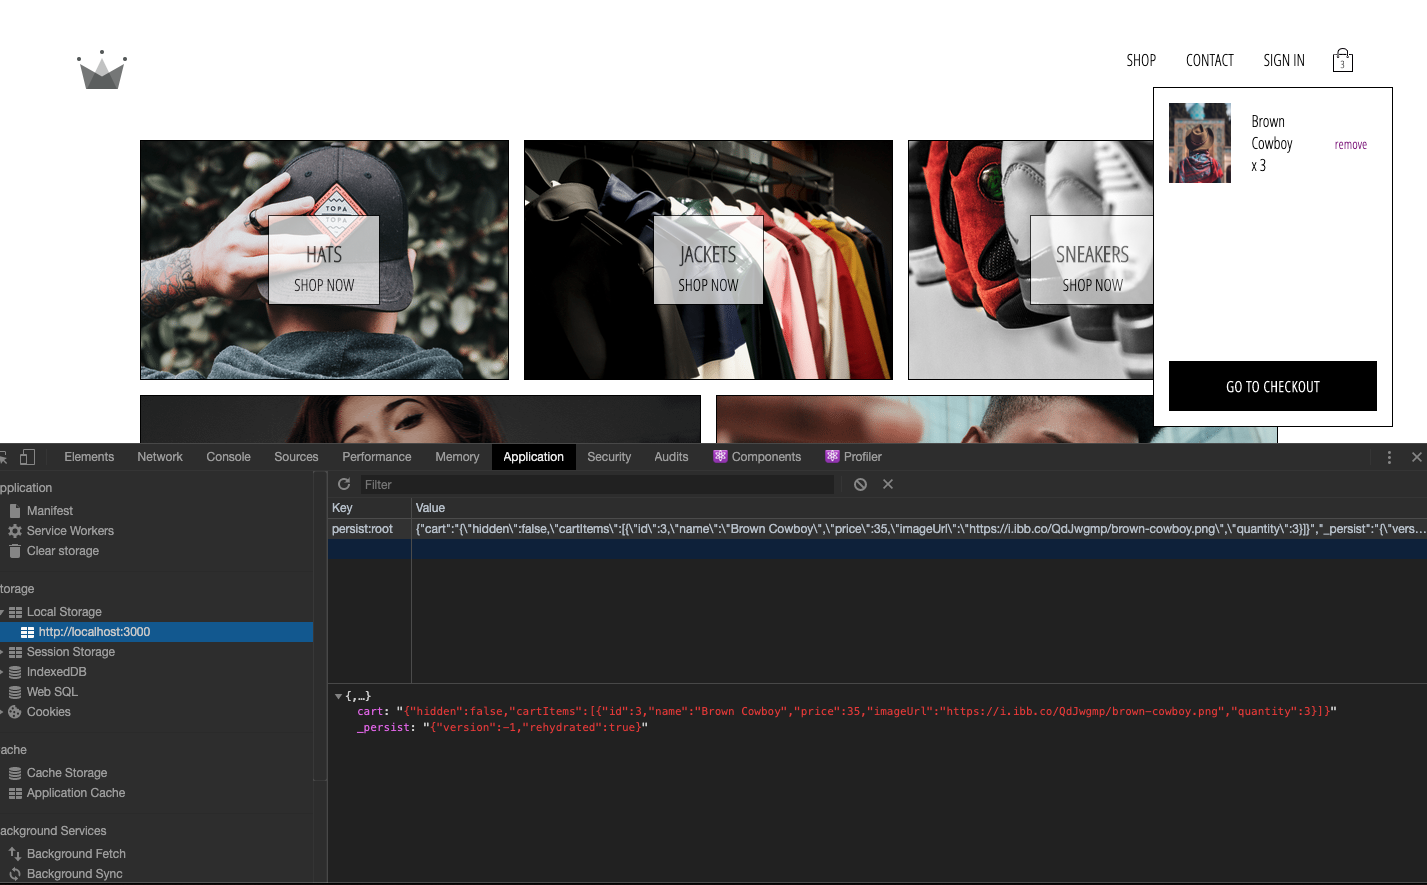 SHOP CONTACT SIGN IN 3
Brown
Cowboy
x 3
remove
GO TO CHECKOUT
TOPA
TOPA
HATS
SHOP NOW
JACKETS
SHOP NOW
SNEAKERS
SHOP NOW
Elements Network Console Sources Performance Memory Application Security Audits Components Profiler
pplication
Manifest
Service Workers
Clear storage
torage
Local Storage
http://localhost:3000
Session Storage
IndexedDB
Web SQL
Cookies
ache
Cache Storage
Application Cache
ackground Services
Background Fetch
Background Sync
Filter
Key Value
persist:root {"cart":"{\"hidden\":false,\"cartItems\":[{\"id\":3,\"name\":\"Brown Cowboy\",\"price\":35,\"imageUrl\":\"https://i.ibb.co/QdJwgmp/brown-cowboy.png\",\"quantity\":3}]}","_persist":"{\"vers...
{,…}
cart: "{"hidden":false,"cartItems":[{"id":3,"name":"Brown Cowboy","price":35,"imageUrl":"https://i.ibb.co/QdJwgmp/brown-cowboy.png","quantity":3}]}"
_persist: "{"version":-1,"rehydrated":true}"